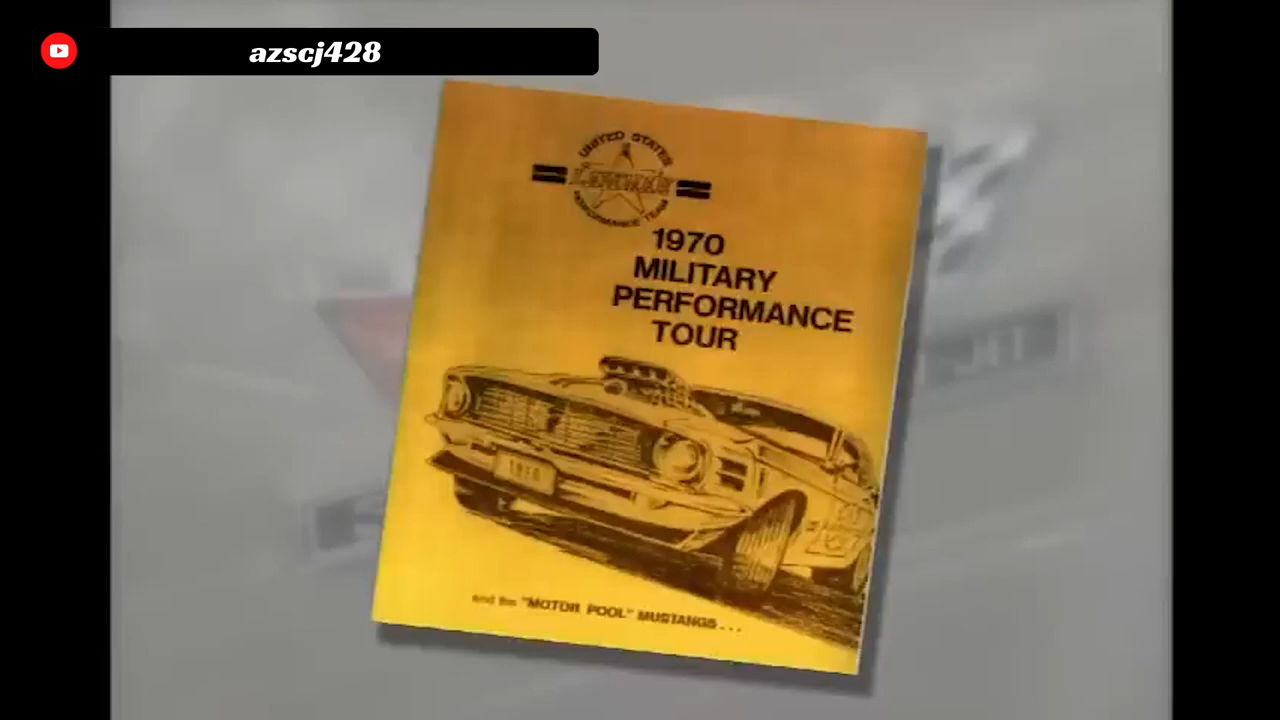 azscj428
UNITED STATES
PERFORMANCE TEAM
1970
MILITARY
PERFORMANCE
TOUR
1970
and the "MOTOR POOL" MUSTANGS...